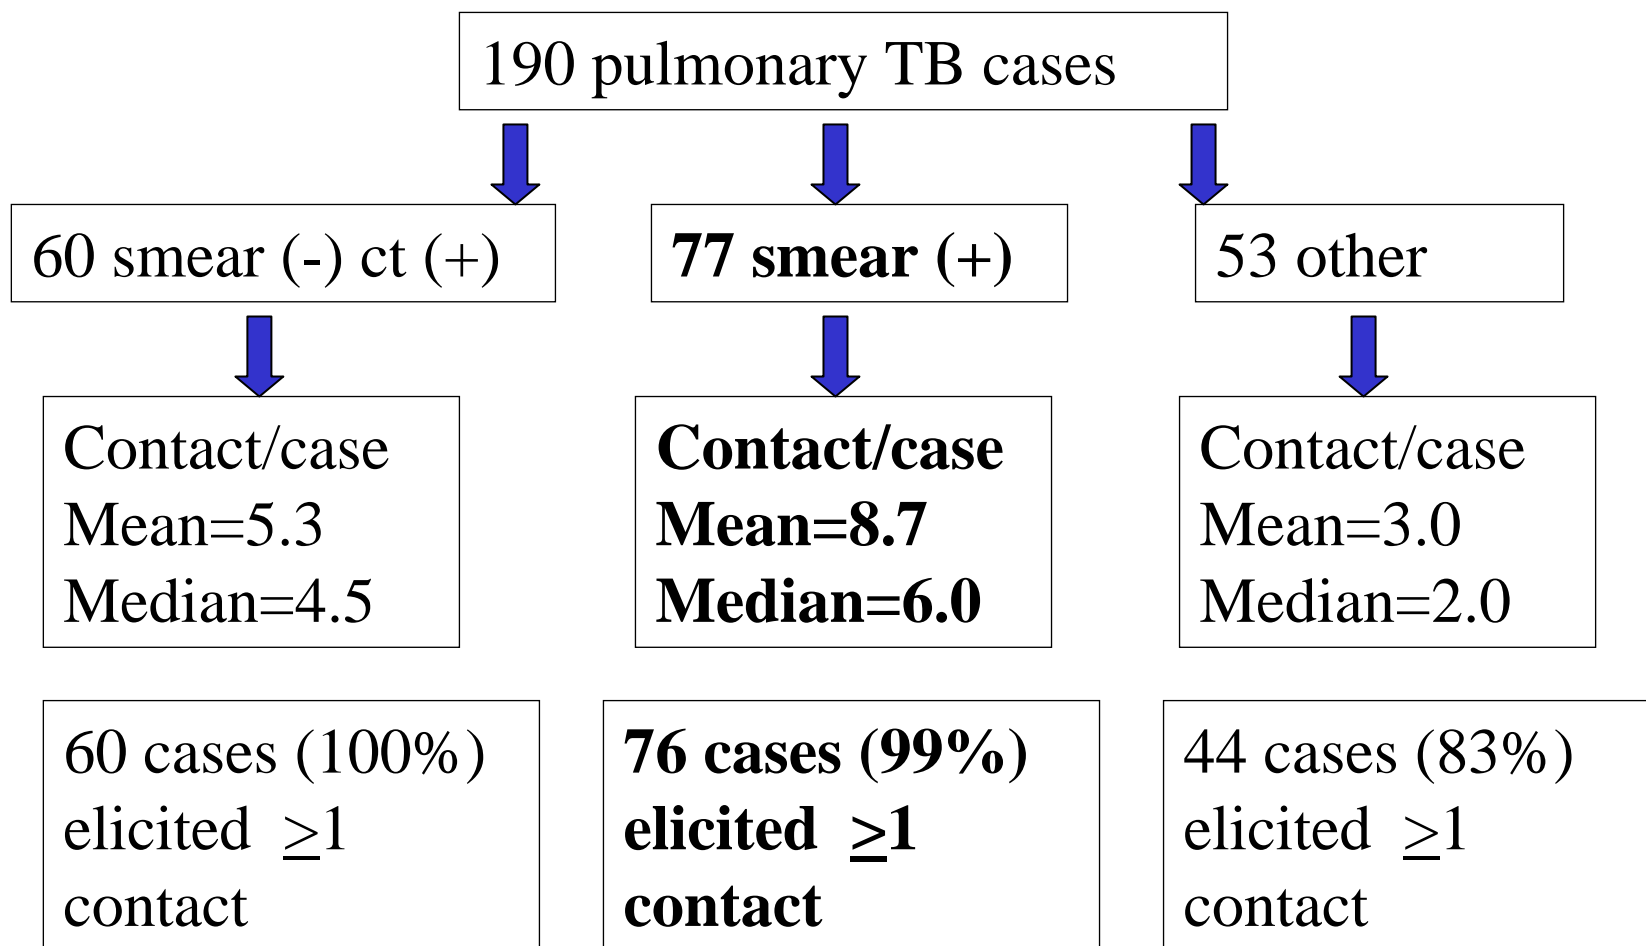 190 pulmonary TB cases
60 smear (-) ct (+)
77 smear (+)
53 other
Contact/case
Mean=5.3
Median=4.5
Contact/case
Mean=8.7
Median=6.0
Contact/case
Mean=3.0
Median=2.0
60 cases (100%)
elicited ≥1
contact
76 cases (99%)
elicited ≥1
contact
44 cases (83%)
elicited ≥1
contact